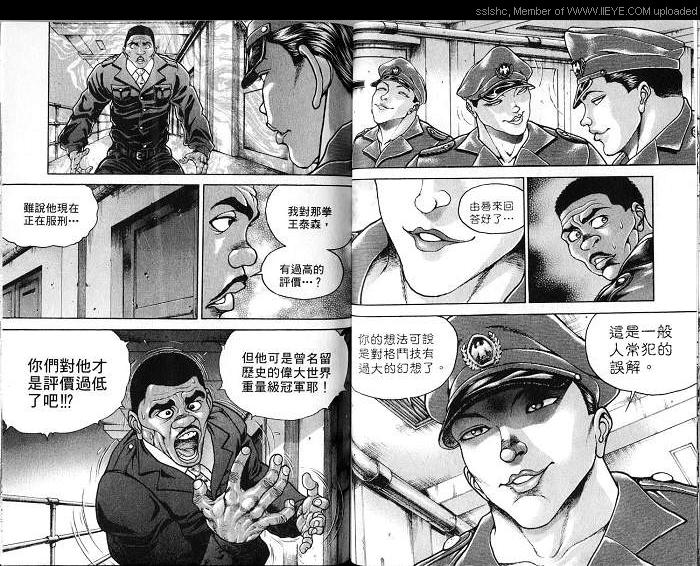 sslshc, Member of VWWW.IIEYE.COM uploaded
由吾來回
答好了…
這是一般
人常犯的
誤解。
你的想法可說
是對格鬥技有
過大的幻想了。
我對那拳
王泰森，
有過高的
評價…？
雖說他現在
正在服刑…
但他可是曾名留
歷史的偉大世界
重量級冠軍耶！
你們對他才
是評價過低
了吧!!!?